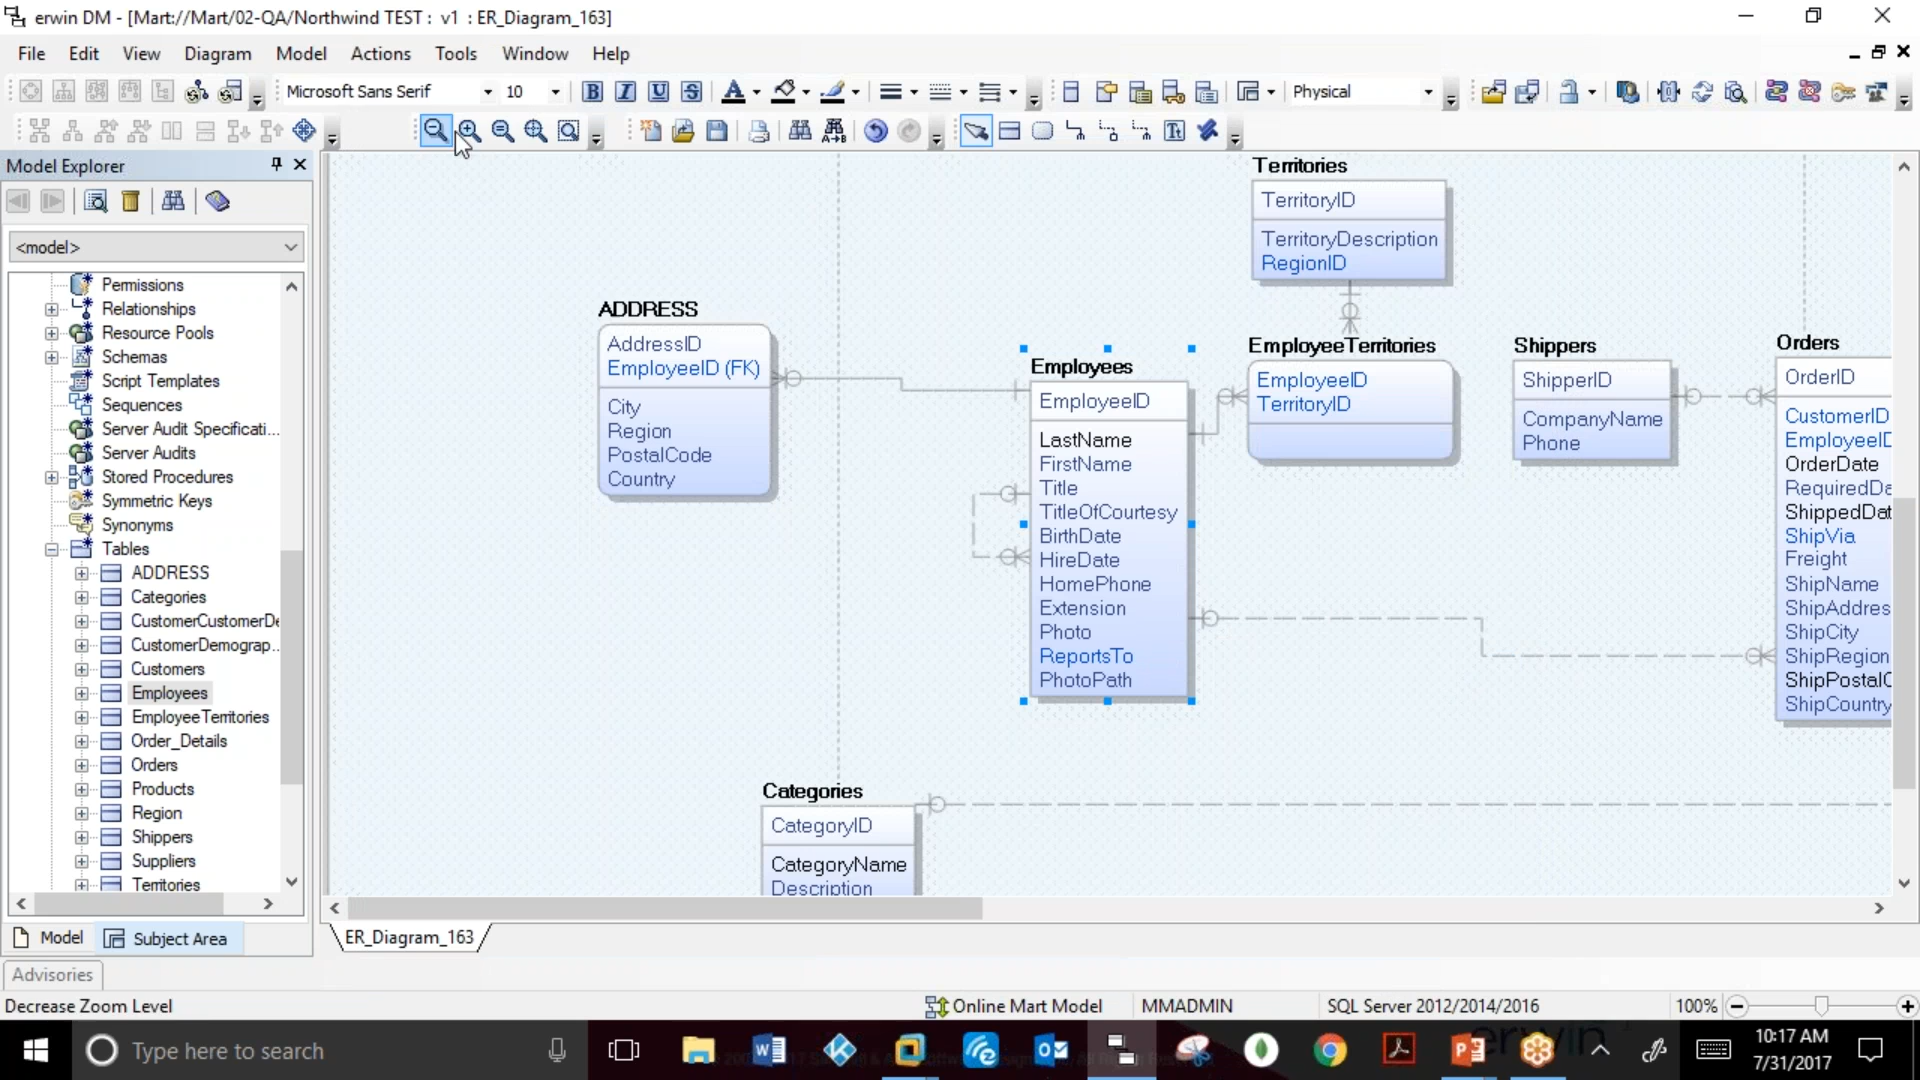 erwin DM - [Mart://Mart/02-QA/Northwind TEST : v1 : ER_Diagram_163]
File Edit View Diagram Model Actions Tools Window Help
Microsoft Sans Serif 10 B I U S A Physical
A→B
Model Explorer
<model>
Permissions
Relationships
Resource Pools
Schemas
Script Templates
Sequences
Server Audit Specificati...
Server Audits
Stored Procedures
Symmetric Keys
Synonyms
Tables
ADDRESS
Categories
CustomerCustomerDe
CustomerDemograp...
Customers
Employees
EmployeeTerritories
Order_Details
Orders
Products
Region
Shippers
Suppliers
Territories
Model Subject Area
Territories
TerritoryID
TerritoryDescription
RegionID
ADDRESS
AddressID
EmployeeID (FK)
City
Region
PostalCode
Country
Employees
EmployeeID
LastName
FirstName
Title
TitleOfCourtesy
BirthDate
HireDate
HomePhone
Extension
Photo
ReportsTo
PhotoPath
EmployeeTerritories
EmployeeID
TerritoryID
Shippers
ShipperID
CompanyName
Phone
Orders
OrderID
CustomerID
EmployeeID
OrderDate
RequiredDa
ShippedDat
ShipVia
Freight
ShipName
ShipAddres
ShipCity
ShipRegion
ShipPostalC
ShipCountry
Categories
CategoryID
CategoryName
Description
ER_Diagram_163
Advisories
Decrease Zoom Level
Online Mart Model MMADMIN SQL Server 2012/2014/2016 100%
Type here to search
erwin
10:17 AM
7/31/2017